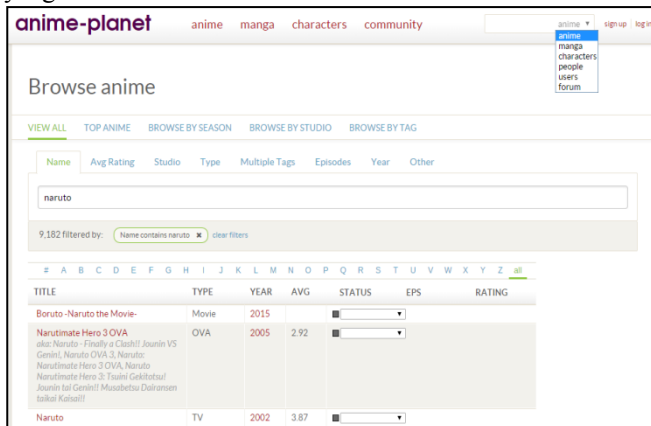 anime-planet anime manga characters community anime sign up log in
anime
manga
characters
people
users
forum
Browse anime
VIEW ALL TOP ANIME BROWSE BY SEASON BROWSE BY STUDIO BROWSE BY TAG
Name Avg Rating Studio Type Multiple Tags Episodes Year Other
naruto
9,182 filtered by: Name contains naruto x clear filters
# A B C D E F G H I J K L M N O P Q R S T U V W X Y Z all
TITLE TYPE YEAR AVG STATUS EPS RATING
Boruto -Naruto the Movie- Movie 2015
Narutimate Hero 3 OVA OVA 2005 2.92
aka: Naruto - Finally a Clash!! Jounin VS
Genin!, Naruto OVA 3, Naruto:
Narutimate Hero 3 OVA, Naruto
Narutimate Hero 3: Tsuini Gekitotsu!
Jounin tai Genin!! Musabetsu Dairansen
taikai Kaisai!!
Naruto TV 2002 3.87